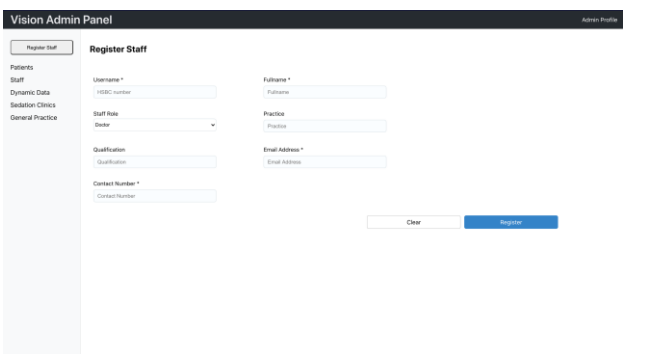 Vision Admin Panel
Admin Profile
Register Staff
Patients
Staff
Dynamic Data
Sedation Clinics
General Practice
Register Staff
Username *
HSBC number
Fullname *
Fullname
Staff Role
Doctor
Practice
Practice
Qualification
Qualification
Email Address *
Email Address
Contact Number *
Contact Number
Clear
Register